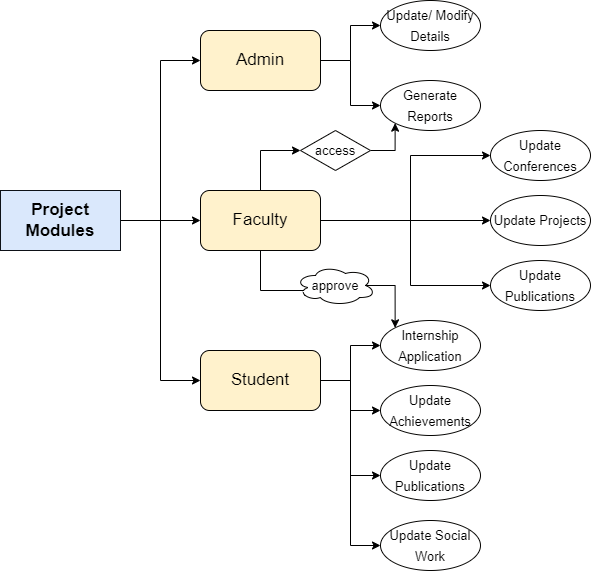 Update/ Modify
Details
Admin
Generate
Reports
access
Update
Conferences
Project
Modules
Faculty
Update Projects
approve
Update
Publications
Internship
Application
Student
Update
Achievements
Update
Publications
Update Social
Work